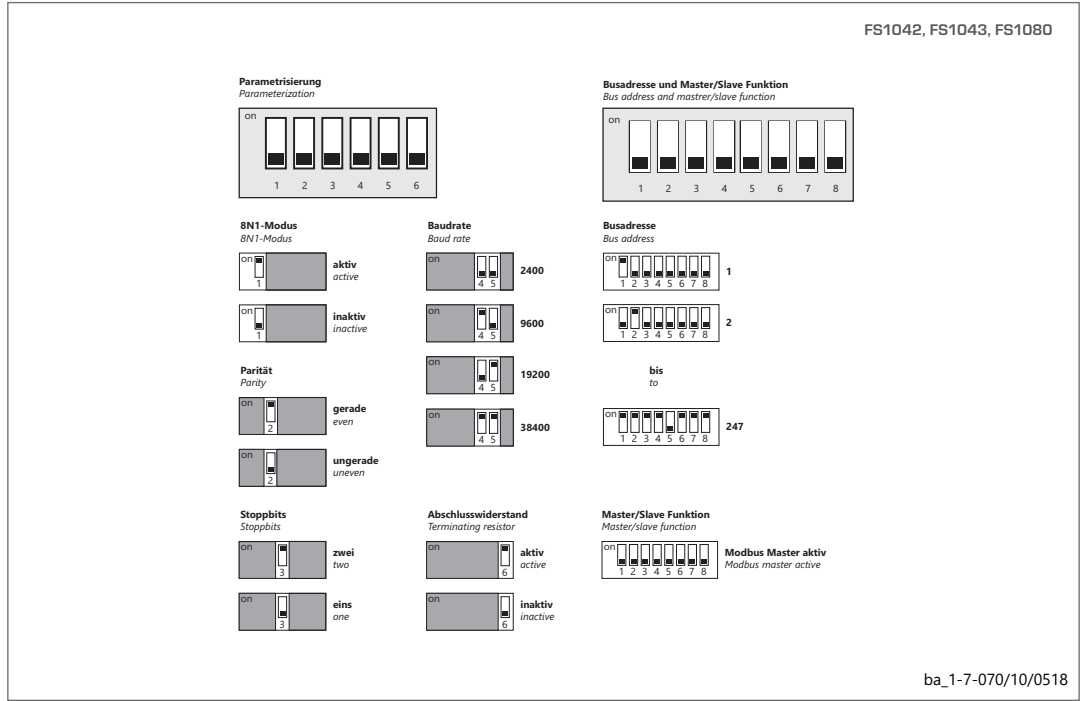 FS1042, FS1043, FS1080
Parametrisierung
Parameterization
on
1 2 3 4 5 6
Busadresse und Master/Slave Funktion
Bus address and mastrer/slave function
on
1 2 3 4 5 6 7 8
8N1-Modus
8N1-Modus
on
1
aktiv
active
on
1
inaktiv
inactive
Parität
Parity
on
2
gerade
even
on
2
ungerade
uneven
Stoppbits
Stoppbits
on
3
zwei
two
on
3
eins
one
Baudrate
Baud rate
on
4 5
2400
on
4 5
9600
on
4 5
19200
on
4 5
38400
Abschlusswiderstand
Terminating resistor
on
6
aktiv
active
on
6
inaktiv
inactive
Busadresse
Bus address
on
1 2 3 4 5 6 7 8
1
on
1 2 3 4 5 6 7 8
2
bis
to
on
1 2 3 4 5 6 7 8
247
Master/Slave Funktion
Master/slave function
on
1 2 3 4 5 6 7 8
Modbus Master aktiv
Modbus master active
ba_1-7-070/10/0518